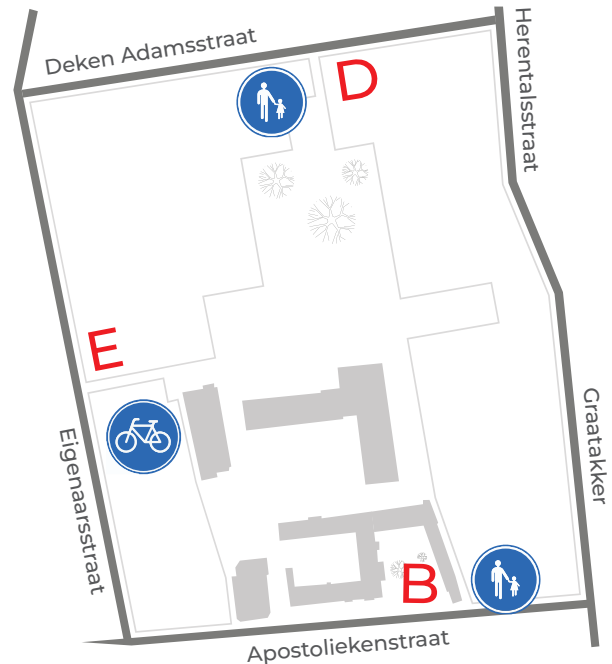 Deken Adamsstraat
Herentalsstraat
D
E
Graatakker
Eigenaarsstraat
B
Apostoliekenstraat